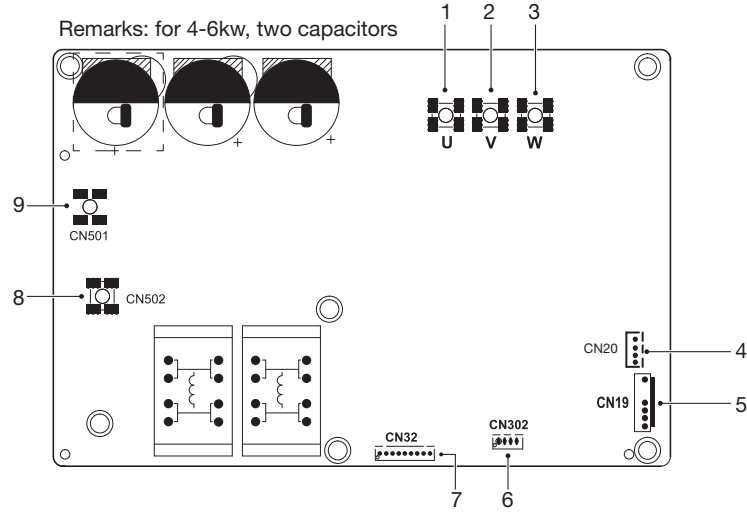 1 2 3
Remarks: for 4-6kw, two capacitors
+ + +
U V W
9
CN501
8
CN502
CN20
4
CN19
5
CN302
CN32
7 6